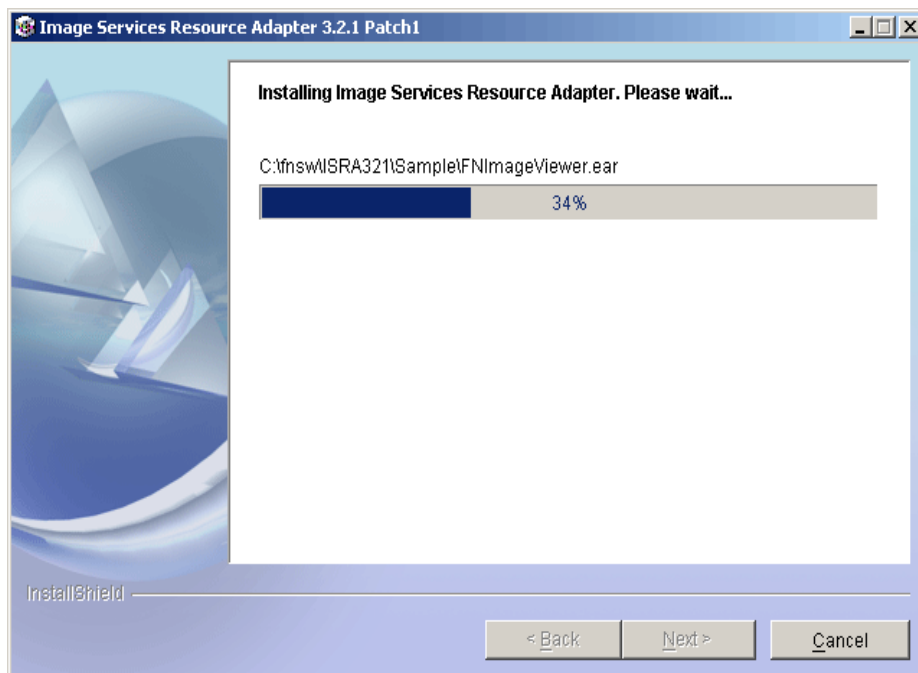 Image Services Resource Adapter 3.2.1 Patch1
Installing Image Services Resource Adapter. Please wait...
C:\fnsw\ISRA321\Sample\FNImageViewer.ear
34%
InstallShield
< Back
Next >
Cancel